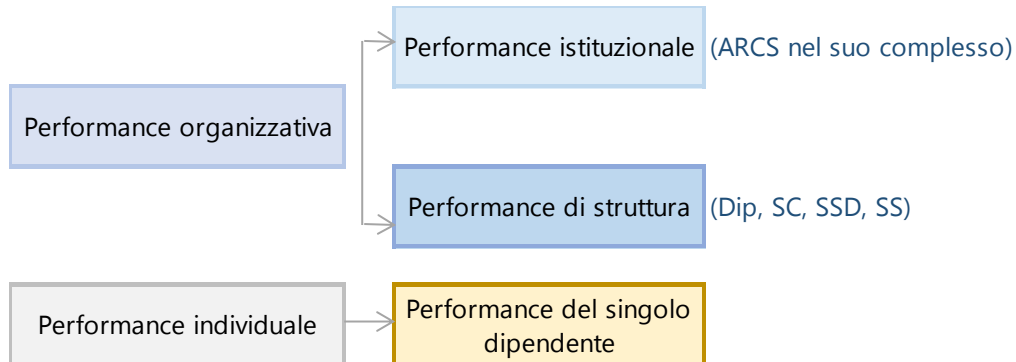 Performance istituzionale (ARCS nel suo complesso)
Performance organizzativa
Performance di struttura (Dip, SC, SSD, SS)
Performance individuale
Performance del singolo
dipendente